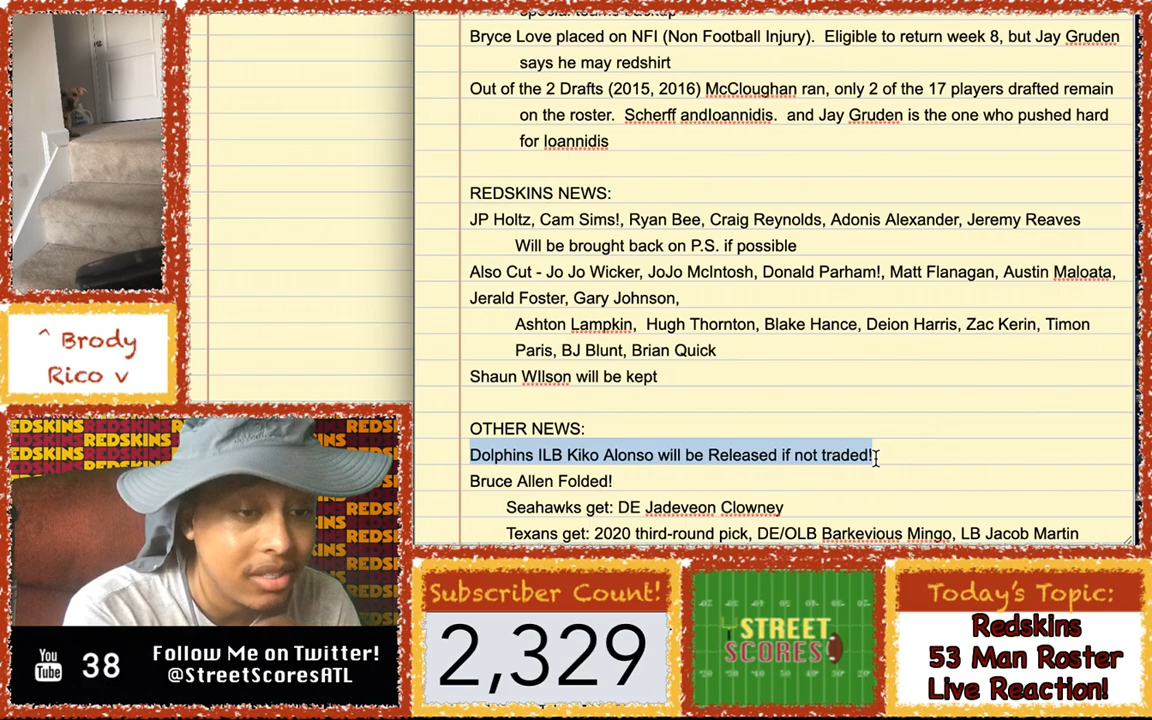 Bryce Love placed on NFI (Non Football Injury).  Eligible to return week 8, but Jay Gruden
says he may redshirt
Out of the 2 Drafts (2015, 2016) McCloughan ran, only 2 of the 17 players drafted remain
on the roster.  Scherff andIoannidis.  and Jay Gruden is the one who pushed hard
for Ioannidis
REDSKINS NEWS:
JP Holtz, Cam Sims!, Ryan Bee, Craig Reynolds, Adonis Alexander, Jeremy Reaves
Will be brought back on P.S. if possible
Also Cut - Jo Jo Wicker, JoJo McIntosh, Donald Parham!, Matt Flanagan, Austin Maloata,
Jerald Foster, Gary Johnson,
Ashton Lampkin,  Hugh Thornton, Blake Hance, Deion Harris, Zac Kerin, Timon
Paris, BJ Blunt, Brian Quick
Shaun WIlson will be kept
OTHER NEWS:
Dolphins ILB Kiko Alonso will be Released if not traded!
Bruce Allen Folded!
Seahawks get: DE Jadeveon Clowney
Texans get: 2020 third-round pick, DE/OLB Barkevious Mingo, LB Jacob Martin
^ Brody
Rico v
REDSKINS REDSKINS
You
Tube
38
Follow Me on Twitter!
@StreetScoresATL
Subscriber Count!
2,329
STREET
SCORES
Today's Topic:
Redskins
53 Man Roster
Live Reaction!